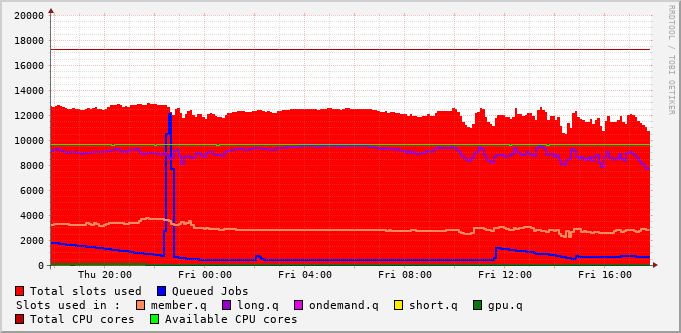 20000
18000
16000
14000
12000
10000
8000
6000
4000
2000
0
Thu 20:00 Fri 00:00 Fri 04:00 Fri 08:00 Fri 12:00 Fri 16:00
Total slots used Queued Jobs
Slots used in : member.q long.q ondemand.q short.q gpu.q
Total CPU cores Available CPU cores
RRDTOOL / TOBI OETIKER